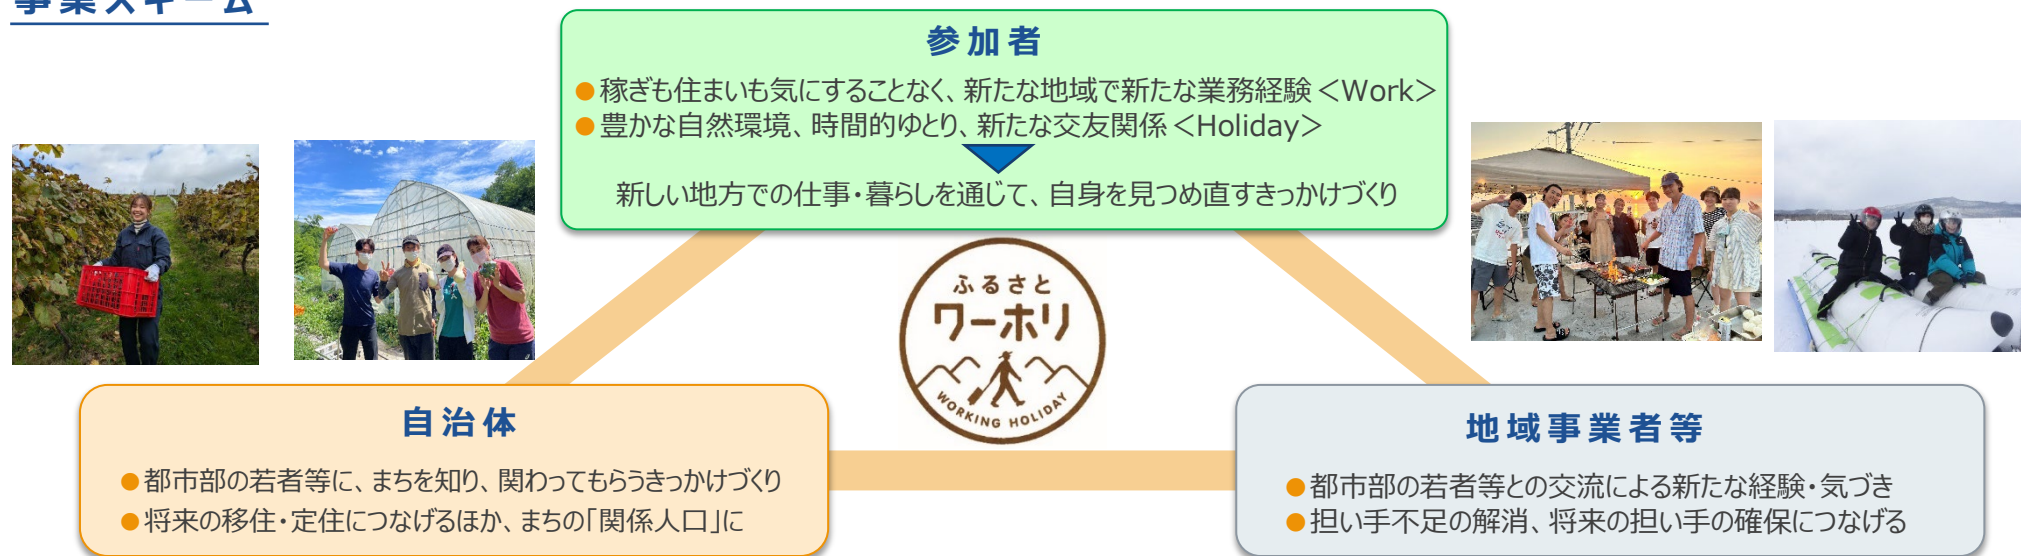 事業スキーム
参加者
●稼ぎも住まいも気にすることなく、新たな地域で新たな業務経験＜Work＞
●豊かな自然環境、時間的ゆとり、新たな交友関係＜Holiday＞
新しい地方での仕事・暮らしを通じて、自身を見つめ直すきっかけづくり
ふるさと
ワーホリ
WORKING HOLIDAY
自治体
●都市部の若者等に、まちを知り、関わってもらうきっかけづくり
●将来の移住・定住につなげるほか、まちの「関係人口」に
地域事業者等
●都市部の若者等との交流による新たな経験・気づき
●担い手不足の解消、将来の担い手の確保につなげる